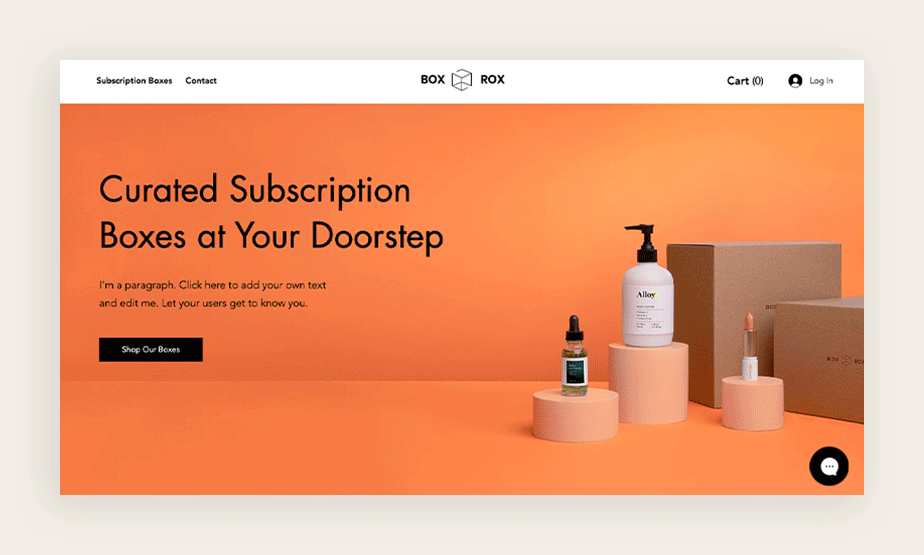 Subscription Boxes Contact BOX ROX Cart (0) Log In
Curated Subscription
Boxes at Your Doorstep
I'm a paragraph. Click here to add your own text
and edit me. Let your users get to know you.
Shop Our Boxes
Alloy
BOX ROX